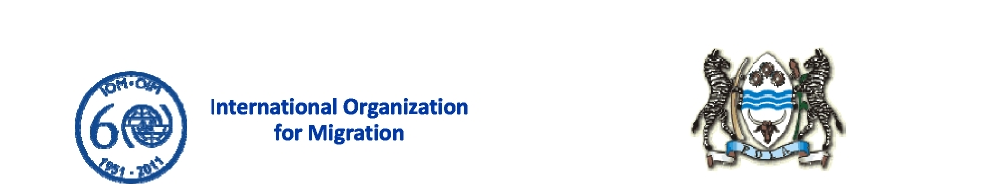 IOM•OIM
60
1951 - 2011
International Organization
for Migration
PULA